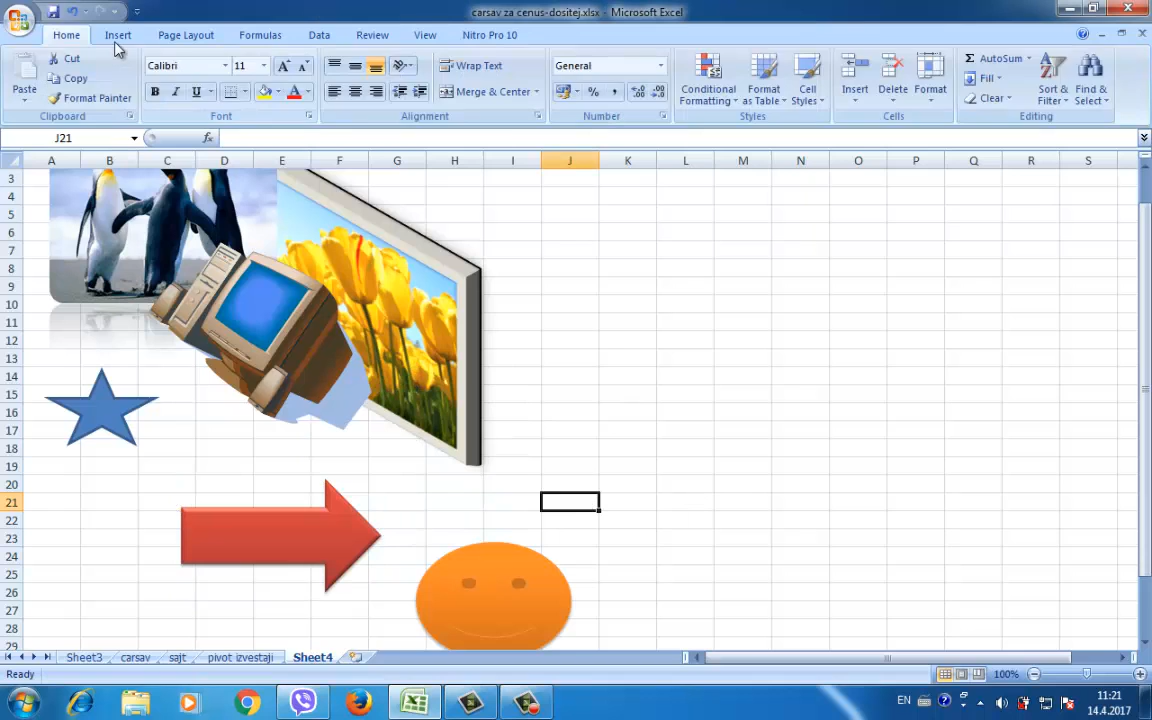 carsav za cenus-dositej.xlsx - Microsoft Excel
Home Insert Page Layout Formulas Data Review View Nitro Pro 10
Paste Cut Calibri 11 Wrap Text General Conditional Formatting Format as Table Cell Styles Insert Delete Format AutoSum Sort & Filter Find & Select
Copy Fill
Format Painter B I U A Merge & Center % , Clear
Clipboard Font Alignment Number Styles Cells Editing
J21 fx
A B C D E F G H I J K L M N O P Q R S
3
4
5
6
7
8
9
10
11
12
13
14
15
16
17
18
19
20
21
22
23
24
25
26
27
28
29
Sheet3 carsav sajt pivot izvestaji Sheet4
Ready 100%
EN 11:21
14.4.2017